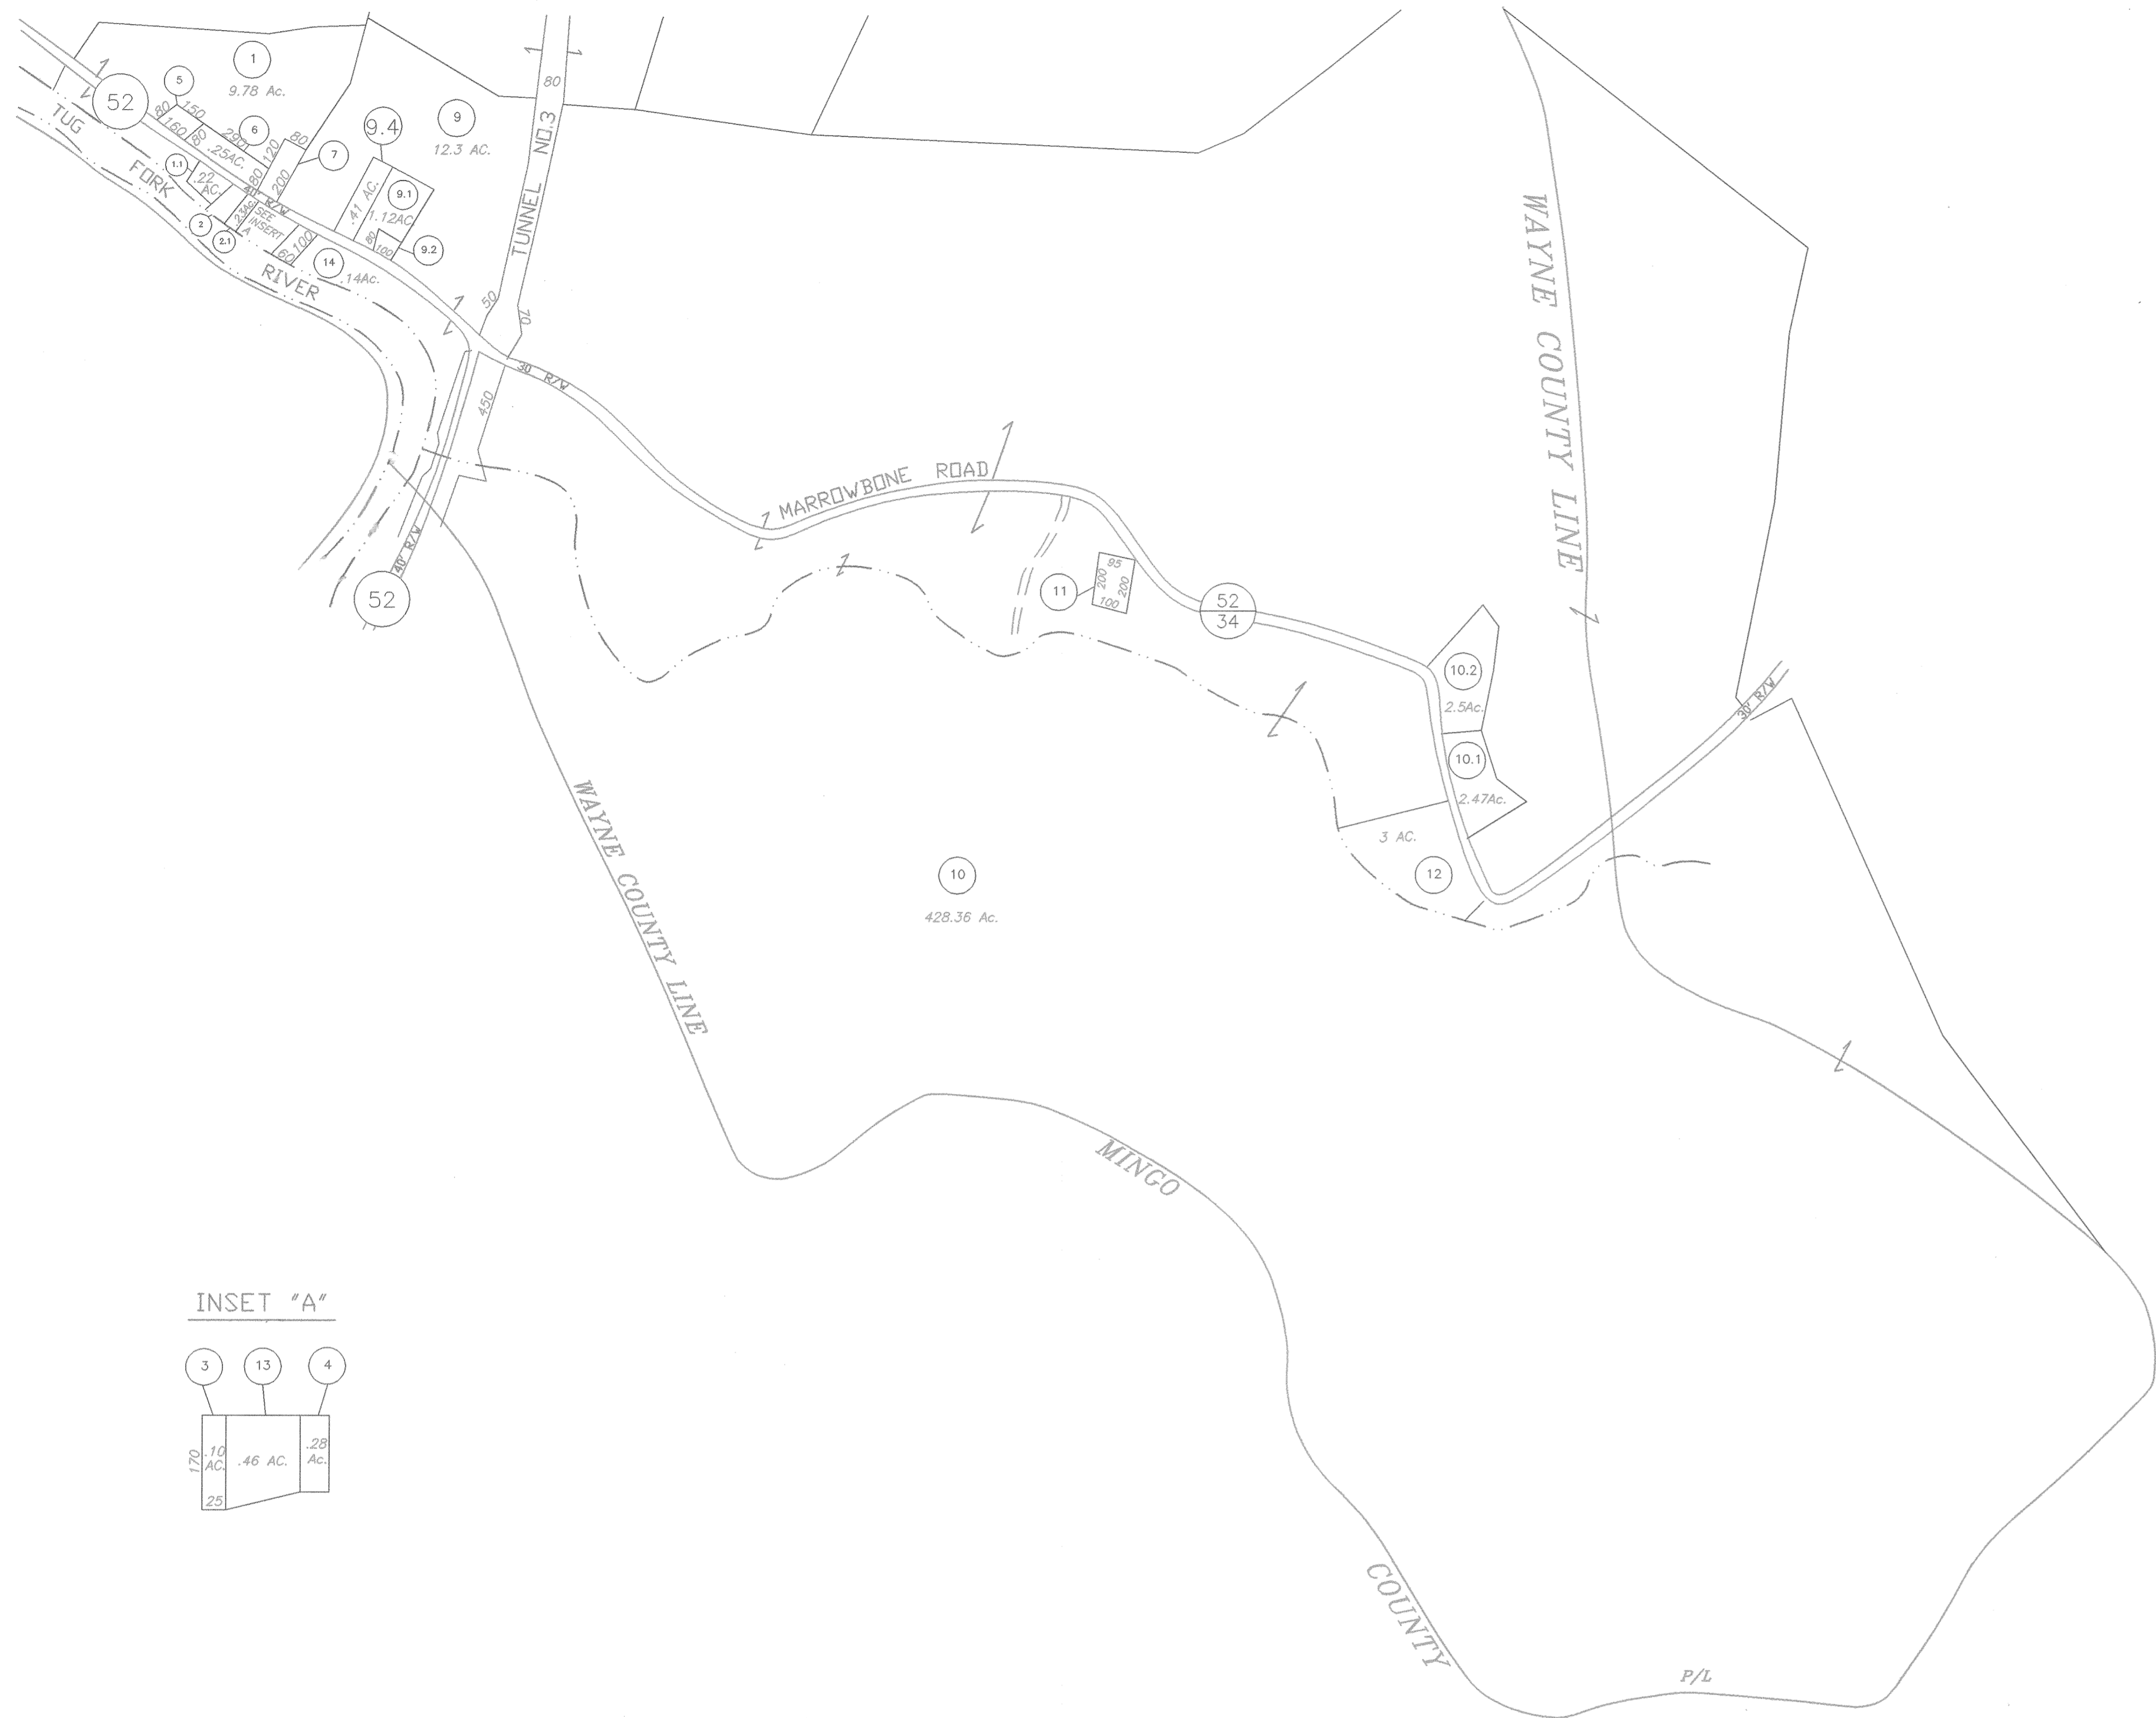 1
9.78 Ac.
52
TUG
FORK
RIVER
5
80
150
160
80
6
290
.25AC.
120
80
80
7
200
1.1
.22
AC.
40' R/W
2
2.1
.23Ac.
SEE
INSERT
A
100
60
14
.14Ac.
9.4
.41 AC.
9.1
1.12AC.
80
100
9.2
9
12.3 AC.
80
TUNNEL NO.3
50
70
450
30' R/W
40' R/W
52
MARROWBONE ROAD
11
95
200
200
100
52
34
WAYNE COUNTY LINE
10.2
2.5Ac.
10.1
2.47Ac.
3 AC.
12
30' R/W
WAYNE COUNTY LINE
10
428.36 Ac.
MINGO
COUNTY
P/L
INSET "A"
3
13
4
170
.10
AC.
25
.46 AC.
.28
Ac.